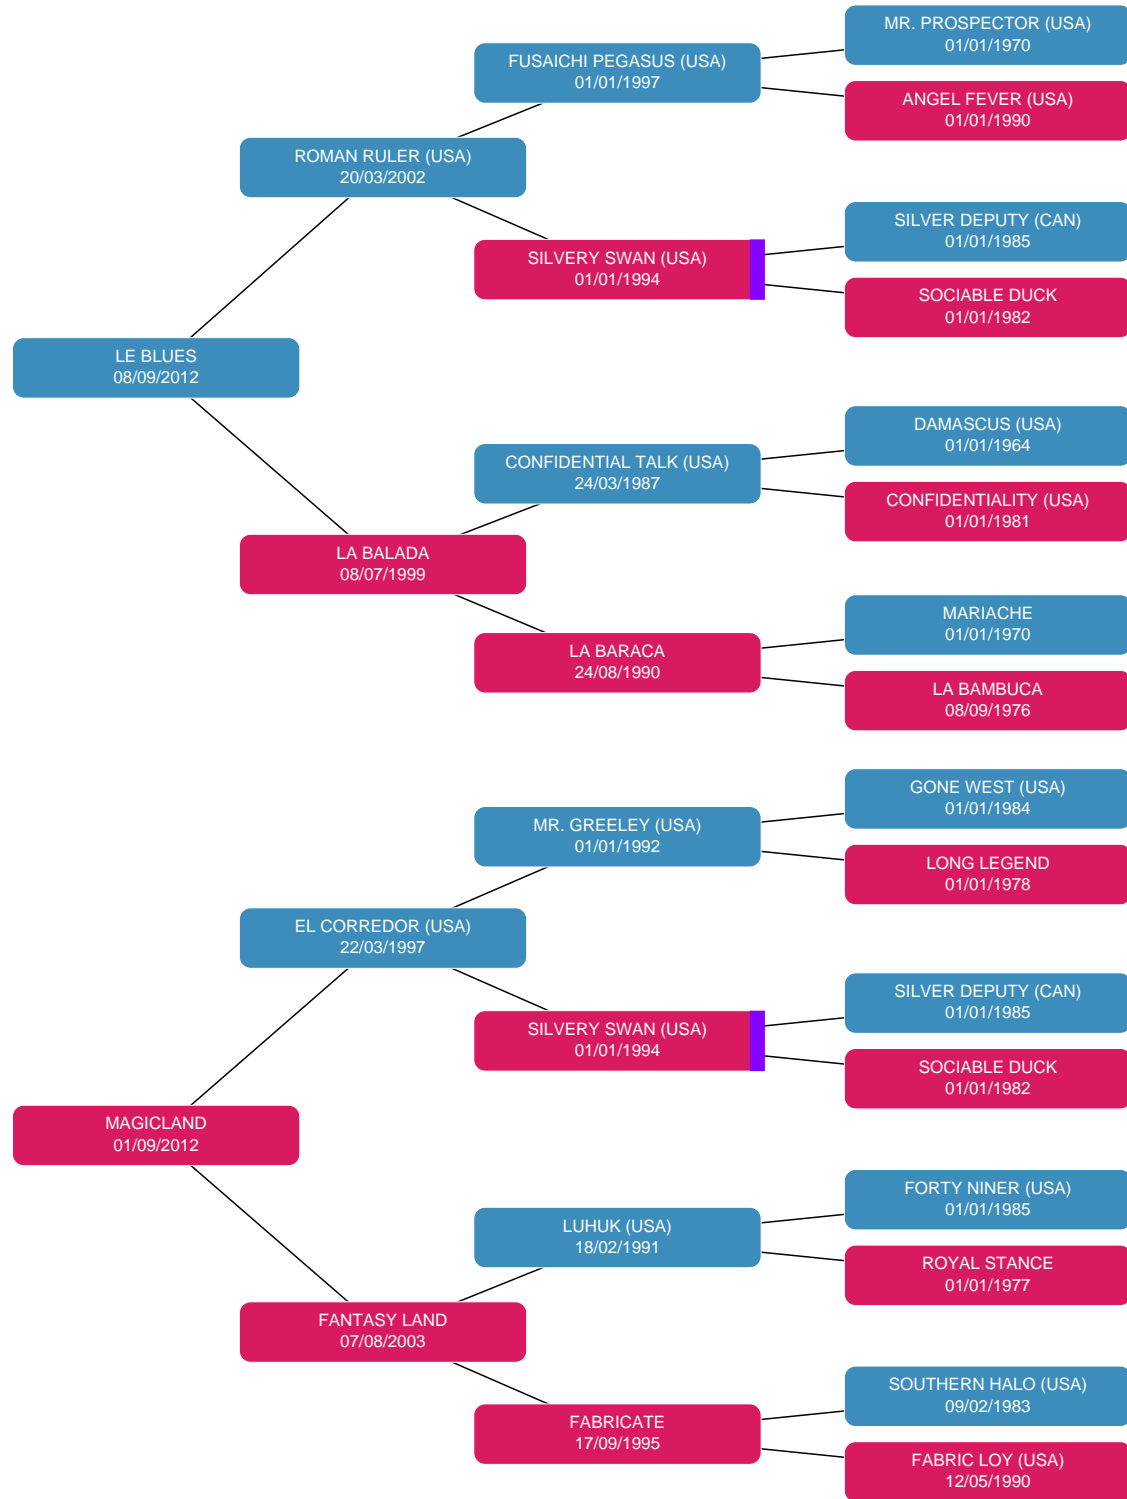 MR. PROSPECTOR (USA)
01/01/1970
FUSAICHI PEGASUS (USA)
01/01/1997
ANGEL FEVER (USA)
01/01/1990
ROMAN RULER (USA)
20/03/2002
SILVER DEPUTY (CAN)
01/01/1985
SILVERY SWAN (USA)
01/01/1994
SOCIABLE DUCK
01/01/1982
LE BLUES
08/09/2012
DAMASCUS (USA)
01/01/1964
CONFIDENTIAL TALK (USA)
24/03/1987
CONFIDENTIALITY (USA)
01/01/1981
LA BALADA
08/07/1999
MARIACHE
01/01/1970
LA BARACA
24/08/1990
LA BAMBUCA
08/09/1976
GONE WEST (USA)
01/01/1984
MR. GREELEY (USA)
01/01/1992
LONG LEGEND
01/01/1978
EL CORREDOR (USA)
22/03/1997
SILVER DEPUTY (CAN)
01/01/1985
SILVERY SWAN (USA)
01/01/1994
SOCIABLE DUCK
01/01/1982
MAGICLAND
01/09/2012
FORTY NINER (USA)
01/01/1985
LUHUK (USA)
18/02/1991
ROYAL STANCE
01/01/1977
FANTASY LAND
07/08/2003
SOUTHERN HALO (USA)
09/02/1983
FABRICATE
17/09/1995
FABRIC LOY (USA)
12/05/1990